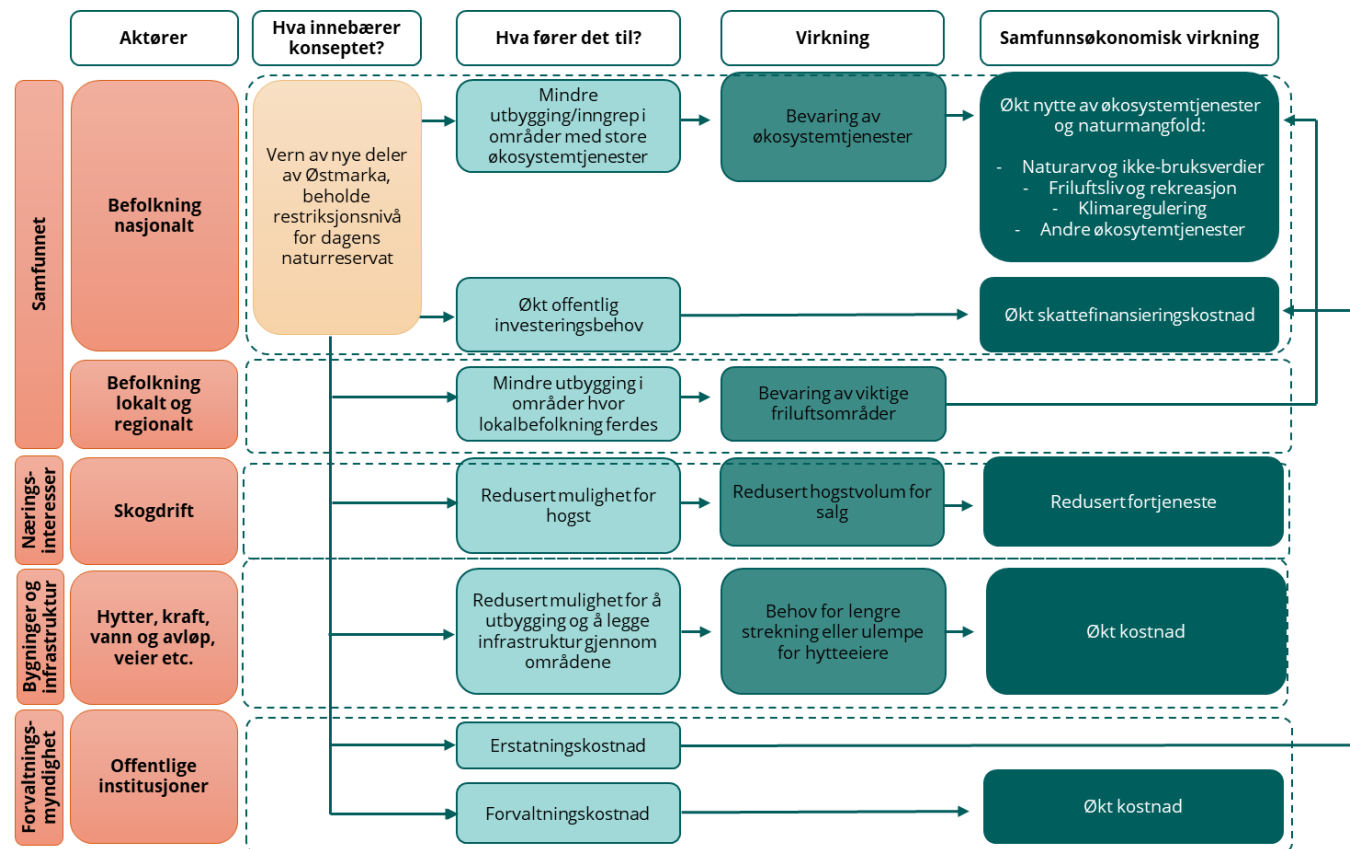 Aktører
Hva innebærer
konseptet?
Hva fører det til?
Virkning
Samfunnsøkonomisk virkning
Samfunnet
Befolkning
nasjonalt
Vern av nye deler
av Østmarka,
beholde
restriksjonsnivå
for dagens
naturreservat
Mindre
utbygging/inngrep i
områder med store
økosystemtjenester
Bevaring av
økosystemtjenester
Økt nytte av økosystemtjenester
og naturmangfold:
- Naturarv og ikke-bruksverdier
- Friluftsliv og rekreasjon
- Klimaregulering
- Andre økosytemtjenester
Økt offentlig
investeringsbehov
Økt skattefinansieringskostnad
Befolkning
lokalt og
regionalt
Mindre utbygging i
områder hvor
lokalbefolkning ferdes
Bevaring av viktige
friluftsområder
Nærings-
interesser
Skogdrift
Redusert mulighet for
hogst
Redusert hogstvolum for
salg
Redusert fortjeneste
Bygninger og
infrastruktur
Hytter, kraft,
vann og avløp,
veier etc.
Redusert mulighet for å
utbygging og å legge
infrastruktur gjennom
områdene
Behov for lengre
strekning eller ulempe
for hytteeiere
Økt kostnad
Forvaltnings-
myndighet
Offentlige
institusjoner
Erstatningskostnad
Forvaltningskostnad
Økt kostnad